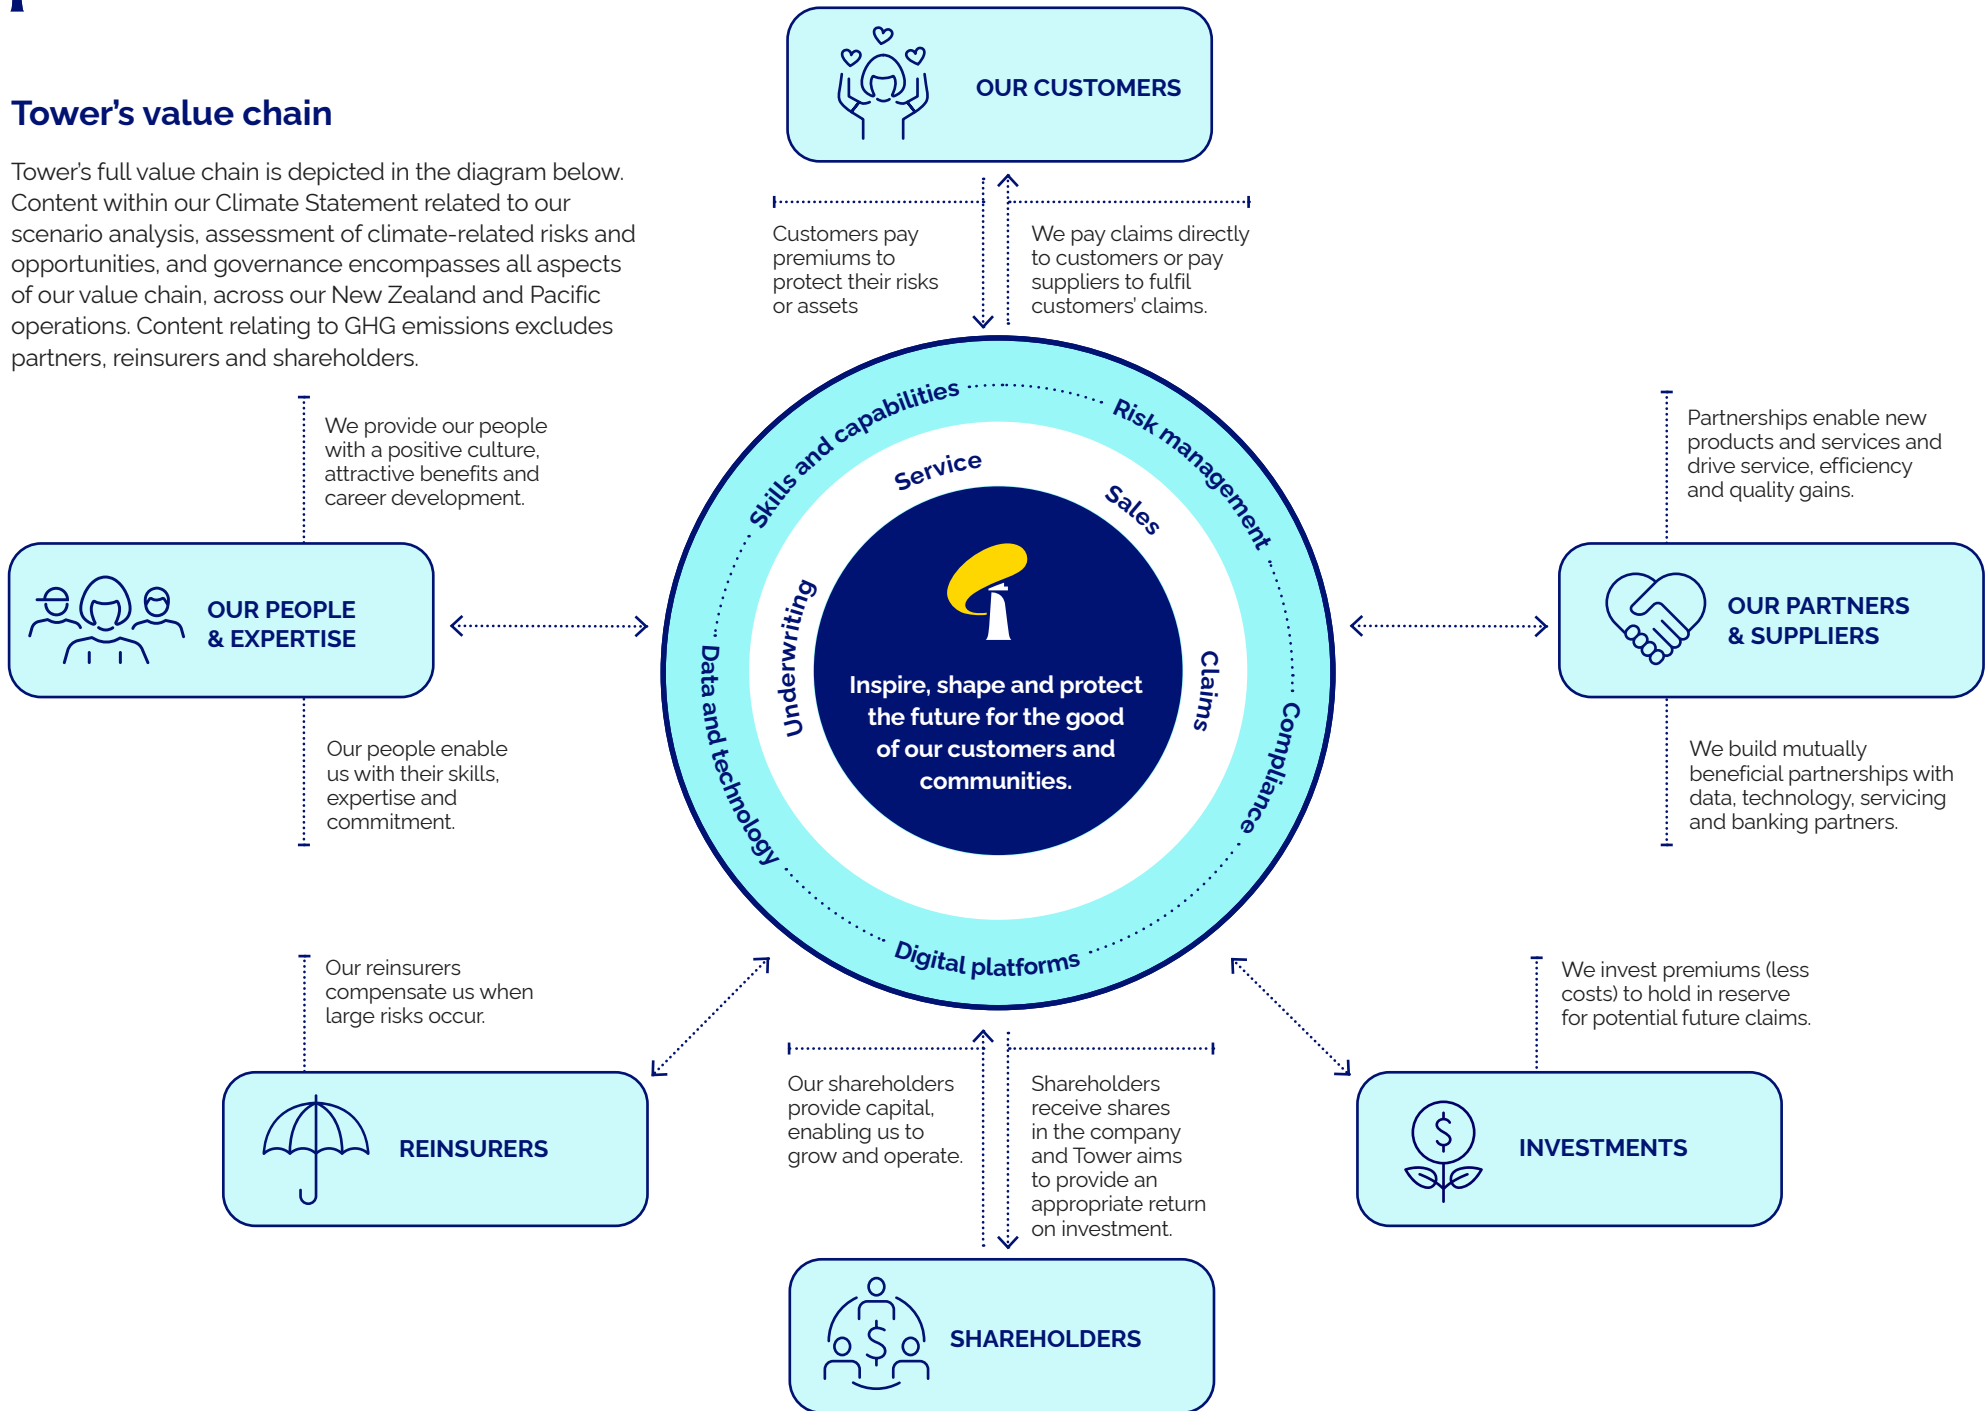 Tower's value chain
Tower's full value chain is depicted in the diagram below.
Content within our Climate Statement related to our
scenario analysis, assessment of climate-related risks and
opportunities, and governance encompasses all aspects
of our value chain, across our New Zealand and Pacific
operations. Content relating to GHG emissions excludes
partners, reinsurers and shareholders.
OUR CUSTOMERS
Customers pay
premiums to
protect their risks
or assets
We pay claims directly
to customers or pay
suppliers to fulfil
customers' claims.
We provide our people
with a positive culture,
attractive benefits and
career development.
OUR PEOPLE
& EXPERTISE
Our people enable
us with their skills,
expertise and
commitment.
Skills and capabilities
Risk management
Compliance
Digital platforms
Data and technology
Service
Sales
Claims
Underwriting
Inspire, shape and protect
the future for the good
of our customers and
communities.
Partnerships enable new
products and services and
drive service, efficiency
and quality gains.
OUR PARTNERS
& SUPPLIERS
We build mutually
beneficial partnerships with
data, technology, servicing
and banking partners.
Our reinsurers
compensate us when
large risks occur.
REINSURERS
Our shareholders
provide capital,
enabling us to
grow and operate.
Shareholders
receive shares
in the company
and Tower aims
to provide an
appropriate return
on investment.
SHAREHOLDERS
We invest premiums (less
costs) to hold in reserve
for potential future claims.
INVESTMENTS